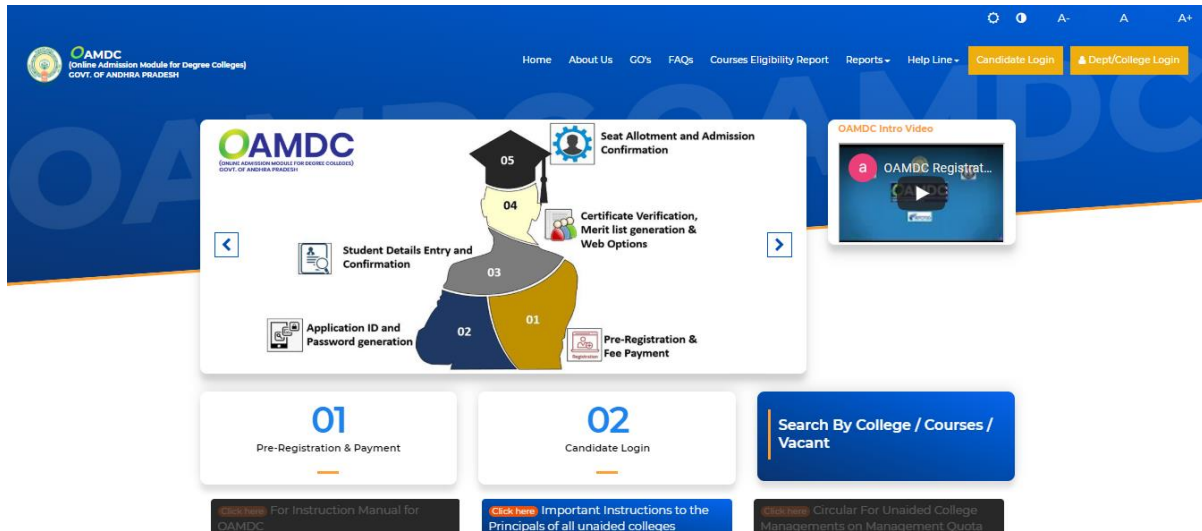 A-
A
A+
OAMDC
(Online Admission Module for Degree Colleges)
GOVT. OF ANDHRA PRADESH
Home
About Us
GO's
FAQs
Courses Eligibility Report
Reports
Help Line
Candidate Login
Dept/College Login
OAMDC OAMDC
OAMDC
(ONLINE ADMISSION MODULE FOR DEGREE COLLEGES)
GOVT. OF ANDHRA PRADESH
05
Seat Allotment and Admission
Confirmation
04
Certificate Verification,
Merit list generation &
Web Options
Student Details Entry and
Confirmation
03
Application ID and
Password generation
02
01
Registration
Pre-Registration &
Fee Payment
OAMDC Intro Video
a
OAMDC Registrat...
OAMDC
01
Pre-Registration & Payment
02
Candidate Login
Search By College / Courses /
Vacant
Click here For Instruction Manual for
OAMDC
Click here Important Instructions to the
Principals of all unaided colleges
Click here Circular For Unaided College
Managements on Management Quota